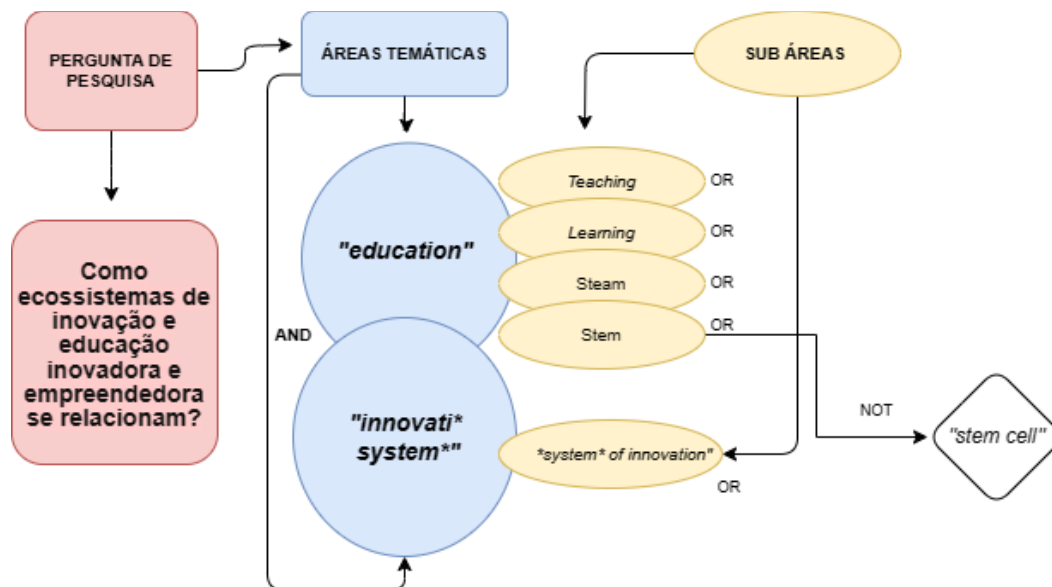 PERGUNTA DE
PESQUISA
ÁREAS TEMÁTICAS
SUB ÁREAS
Como
ecossistemas de
inovação e
educação
inovadora e
empreendedora
se relacionam?
"education"
Teaching
OR
Learning
OR
Steam
OR
Stem
OR
AND
"innovati*
system*"
*system* of innovation"
OR
NOT
"stem cell"